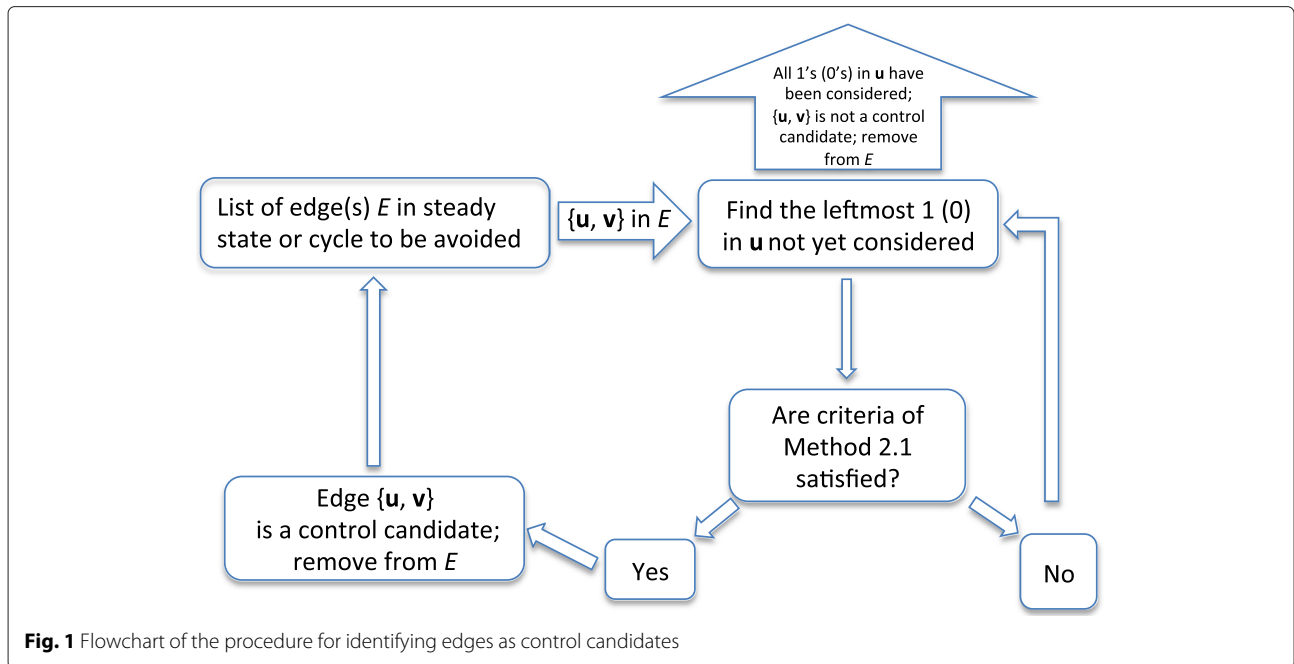 All 1’s (0’s) in u have
been considered;
{u, v} is not a control
candidate; remove
from E
List of edge(s) E in steady
state or cycle to be avoided
{u, v} in E
Find the leftmost 1 (0)
in u not yet considered
Are criteria of
Method 2.1
satisfied?
Edge {u, v}
is a control candidate;
remove from E
Yes
No
Fig. 1 Flowchart of the procedure for identifying edges as control candidates